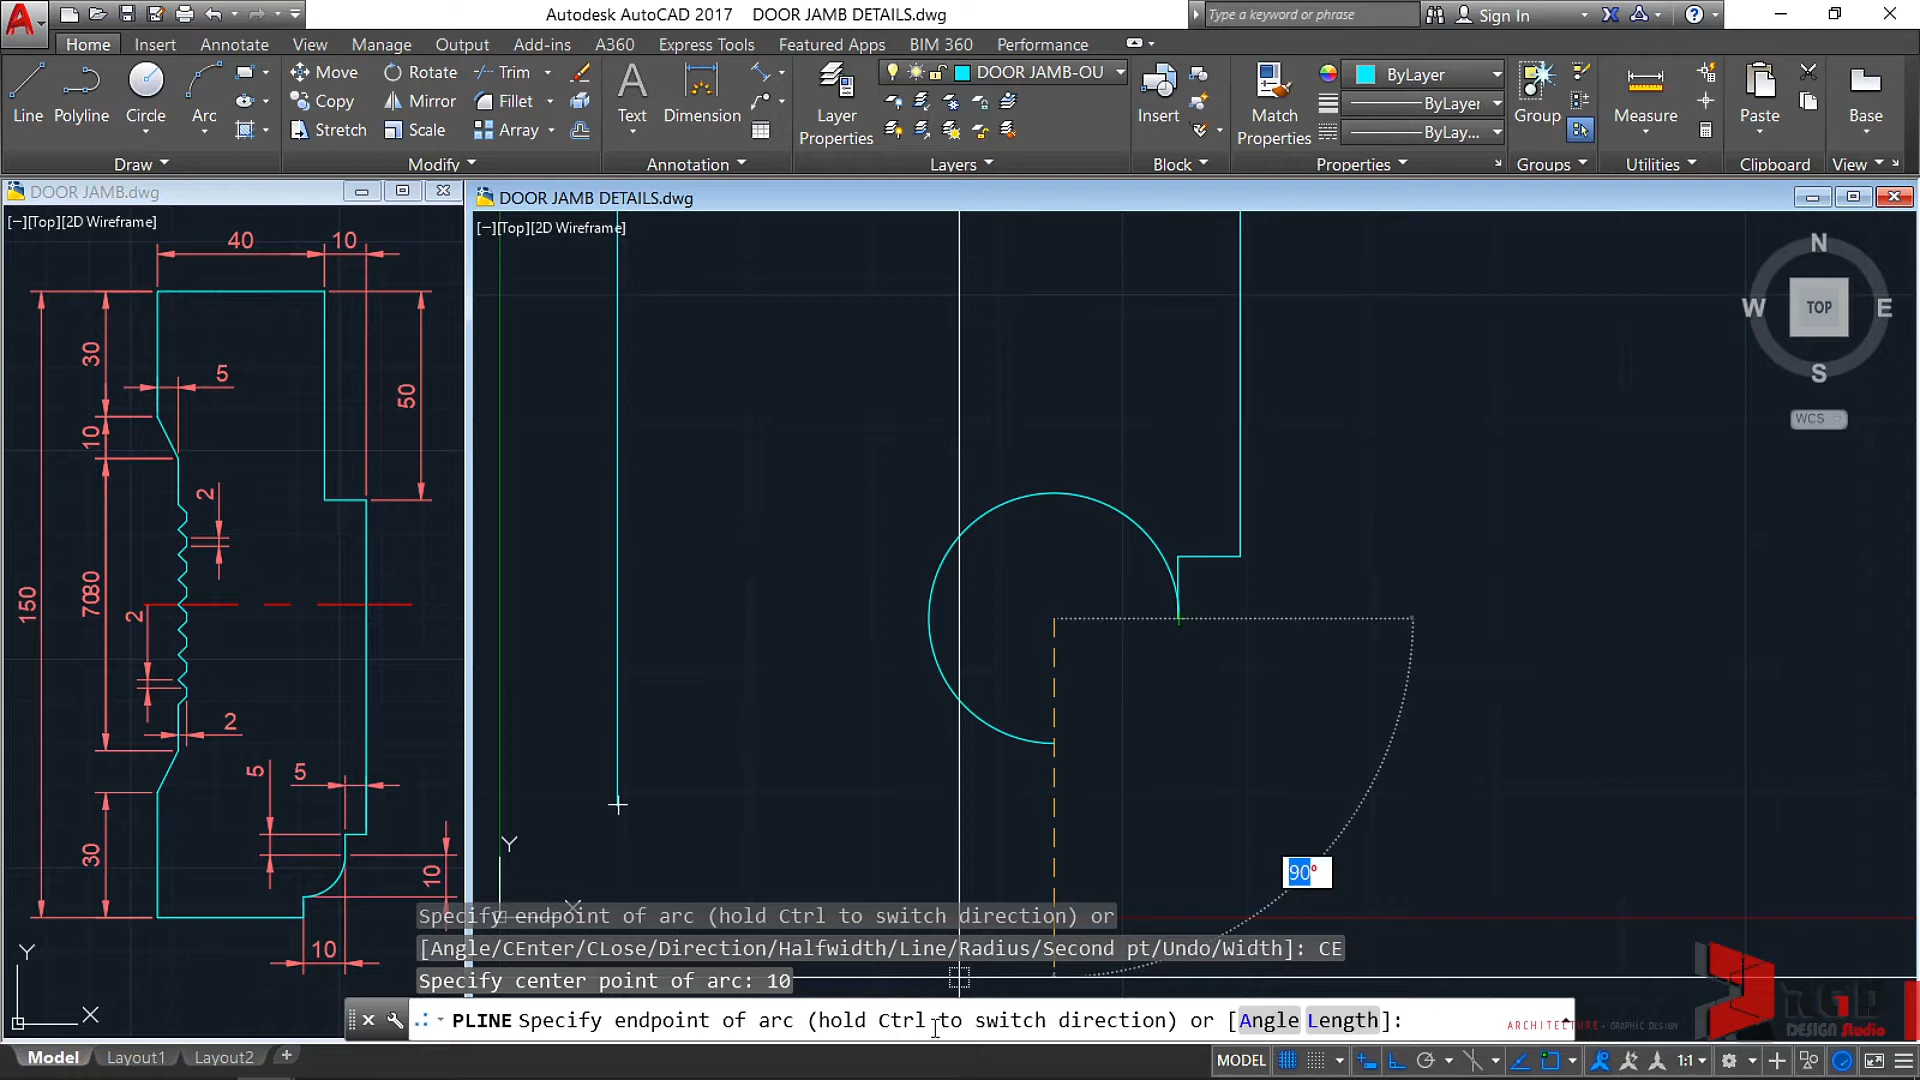 Autodesk AutoCAD 2017 DOOR JAMB DETAILS.dwg
Type a keyword or phrase
Sign In
Home Insert Annotate View Manage Output Add-ins A360 Express Tools Featured Apps BIM 360 Performance
Line Polyline Circle Arc
Move Rotate Trim
Copy Mirror Fillet
Stretch Scale Array
Text Dimension
Layer Properties
DOOR JAMB-OU
Insert
Match Properties
ByLayer
ByLayer
ByLay...
Group
Measure
Paste
Base
Draw Modify Annotation Layers Block Properties Groups Utilities Clipboard View
DOOR JAMB.dwg
DOOR JAMB DETAILS.dwg
[−][Top][2D Wireframe]
[−][Top][2D Wireframe]
40
10
30
5
50
10
2
150
7080
2
2
5
5
30
10
10
Y
X
Y
X
N
W
TOP
E
S
WCS
90°
Specify endpoint of arc (hold Ctrl to switch direction) or
[Angle/CEnter/CLose/Direction/Halfwidth/Line/Radius/Second pt/Undo/Width]: CE
Specify center point of arc: 10
PLINE Specify endpoint of arc (hold Ctrl to switch direction) or [Angle Length]:
ARCHITECTURE + GRAPHIC DESIGN
DESIGN Studio
Model Layout1 Layout2 +
MODEL
1:1